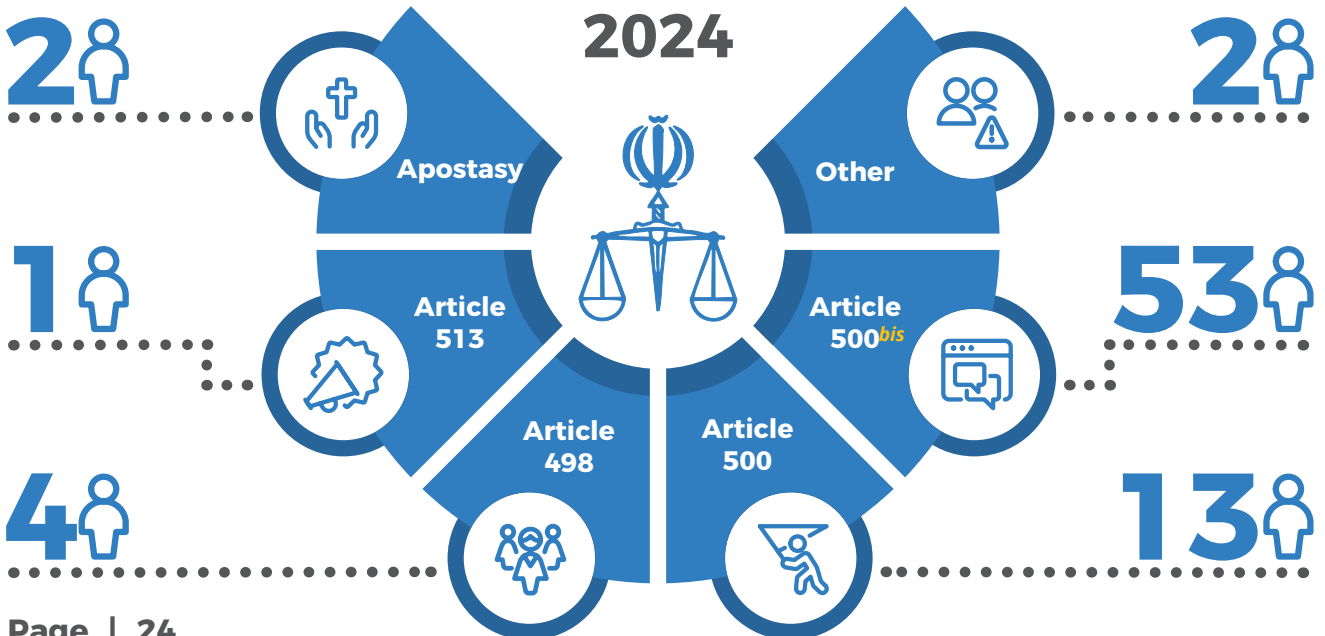 2024
2
Apostasy
Other
2
1
Article
513
Article
500bis
53
4
Article
498
Article
500
13
Page | 24